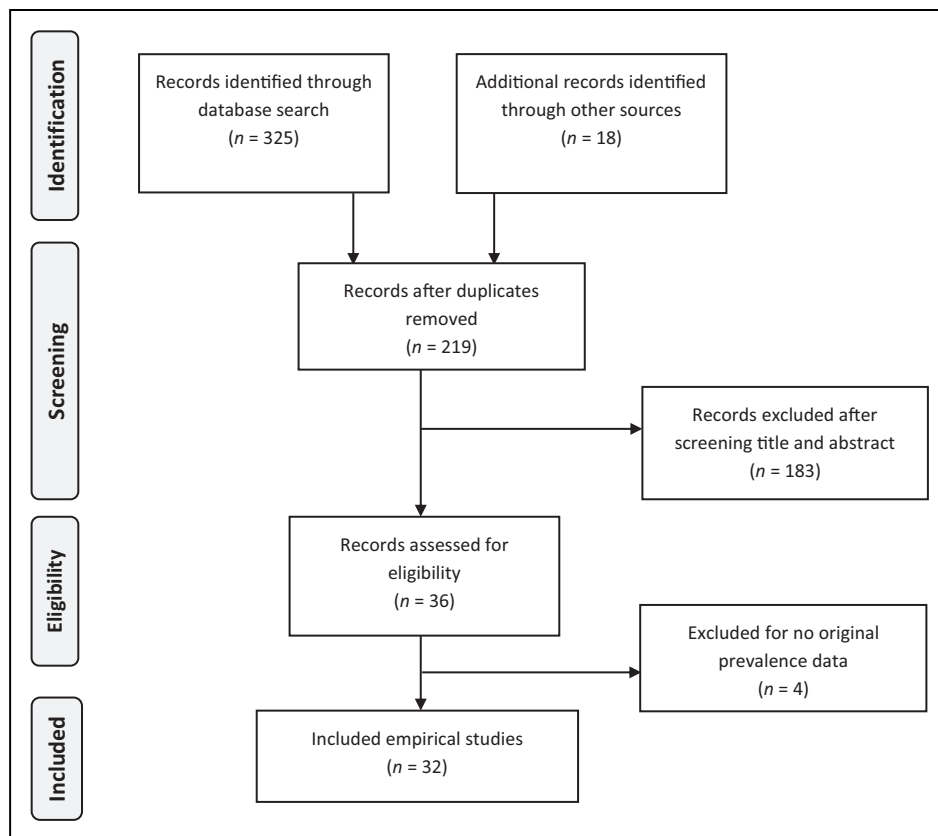 Identification
Records identified through
database search
(n = 325)
Additional records identified
through other sources
(n = 18)
Screening
Records after duplicates
removed
(n = 219)
Records excluded after
screening title and abstract
(n = 183)
Eligibility
Records assessed for
eligibility
(n = 36)
Excluded for no original
prevalence data
(n = 4)
Included
Included empirical studies
(n = 32)